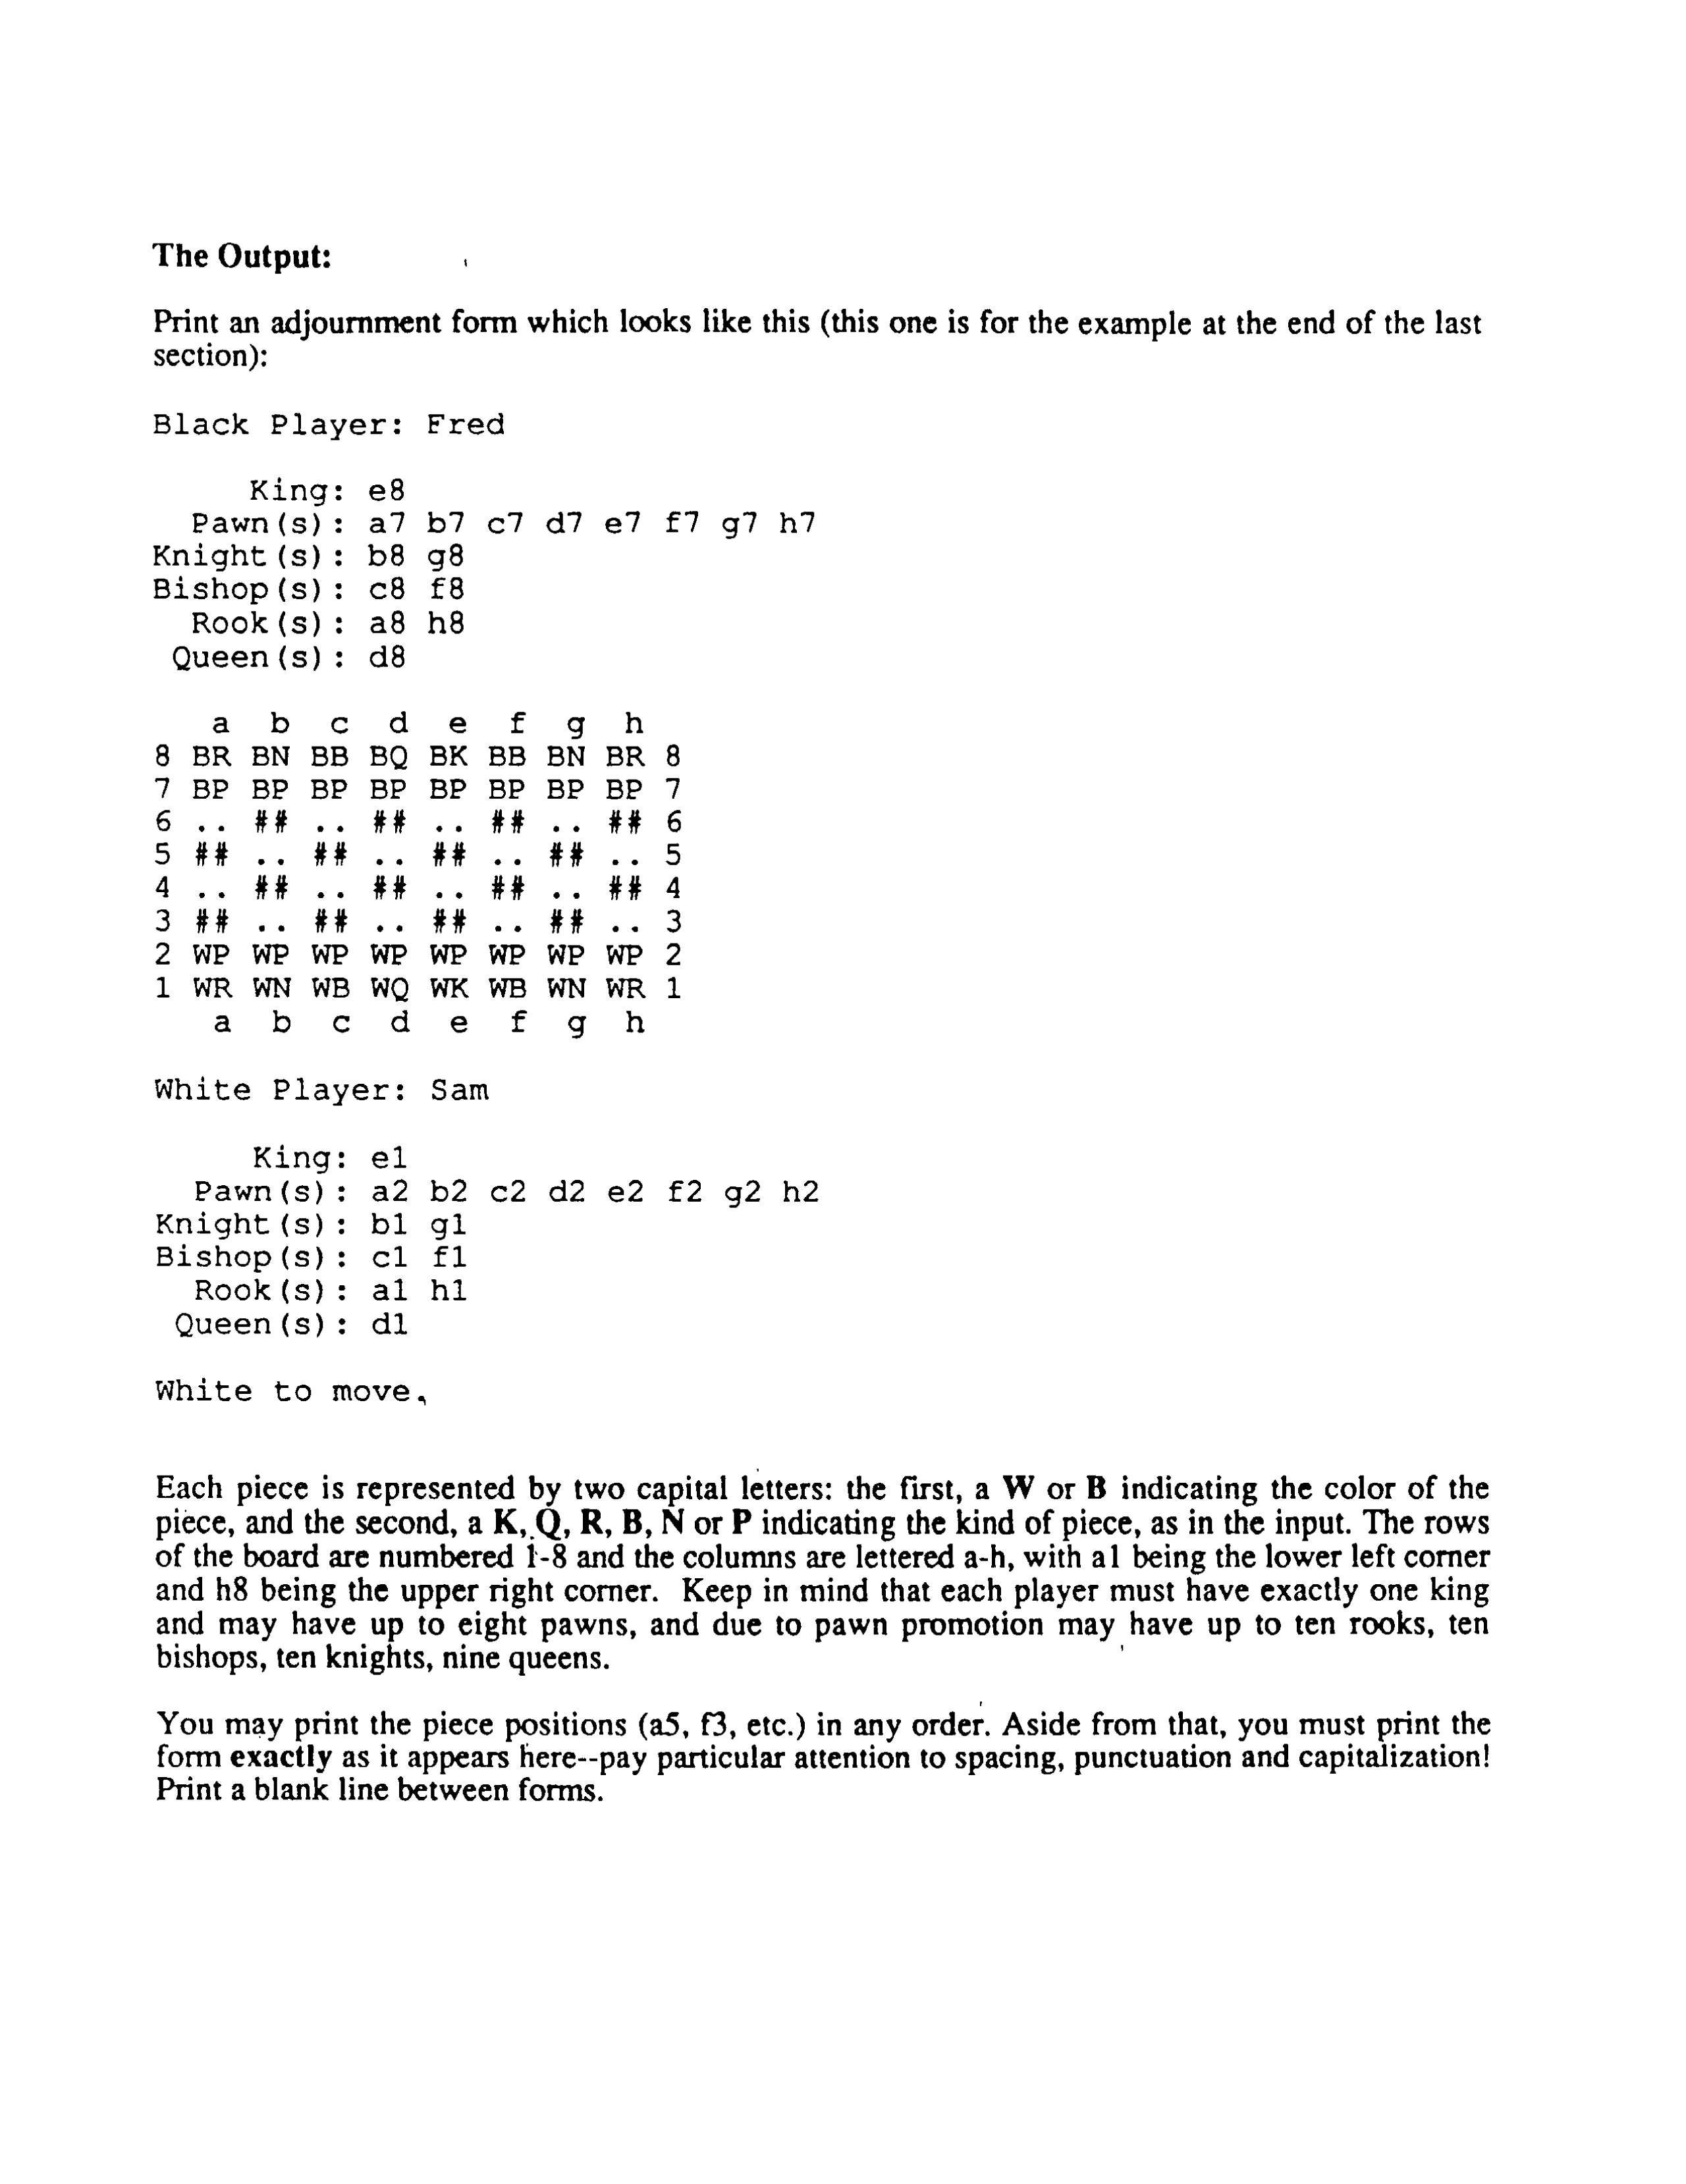 The Output:
Print an adjournment form which looks like this (this one is for the example at the end of the last
section):
Black Player: Fred
     King: e8
  Pawn(s): a7 b7 c7 d7 e7 f7 g7 h7
Knight(s): b8 g8
Bishop(s): c8 f8
  Rook(s): a8 h8
 Queen(s): d8
   a  b  c  d  e  f  g  h
8 BR BN BB BQ BK BB BN BR 8
7 BP BP BP BP BP BP BP BP 7
6 .. ## .. ## .. ## .. ## 6
5 ## .. ## .. ## .. ## .. 5
4 .. ## .. ## .. ## .. ## 4
3 ## .. ## .. ## .. ## .. 3
2 WP WP WP WP WP WP WP WP 2
1 WR WN WB WQ WK WB WN WR 1
   a  b  c  d  e  f  g  h
White Player: Sam
     King: e1
  Pawn(s): a2 b2 c2 d2 e2 f2 g2 h2
Knight(s): b1 g1
Bishop(s): c1 f1
  Rook(s): a1 h1
 Queen(s): d1
White to move.
Each piece is represented by two capital letters: the first, a W or B indicating the color of the
piece, and the second, a K, Q, R, B, N or P indicating the kind of piece, as in the input. The rows
of the board are numbered 1-8 and the columns are lettered a-h, with a1 being the lower left corner
and h8 being the upper right corner. Keep in mind that each player must have exactly one king
and may have up to eight pawns, and due to pawn promotion may have up to ten rooks, ten
bishops, ten knights, nine queens.
You may print the piece positions (a5, f3, etc.) in any order. Aside from that, you must print the
form exactly as it appears here--pay particular attention to spacing, punctuation and capitalization!
Print a blank line between forms.